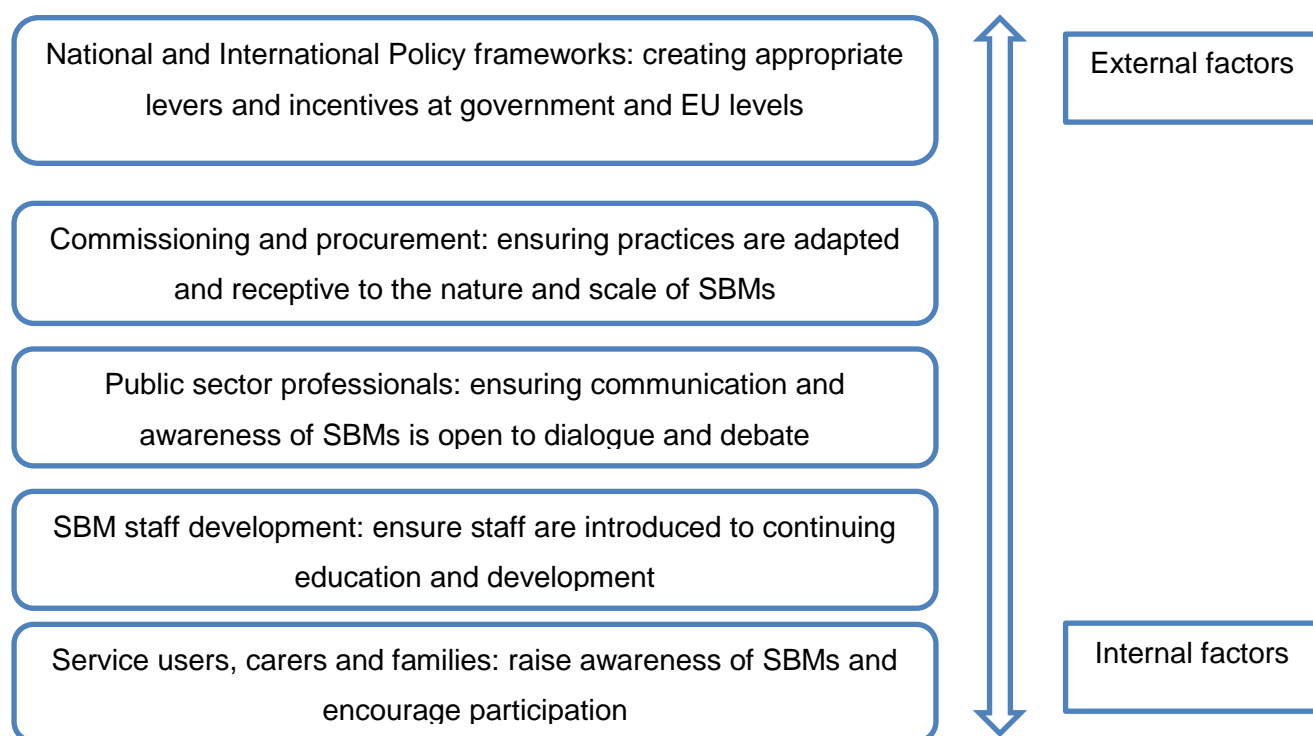 National and International Policy frameworks: creating appropriate
levers and incentives at government and EU levels
External factors
Commissioning and procurement: ensuring practices are adapted
and receptive to the nature and scale of SBMs
Public sector professionals: ensuring communication and
awareness of SBMs is open to dialogue and debate
SBM staff development: ensure staff are introduced to continuing
education and development
Service users, carers and families: raise awareness of SBMs and
encourage participation
Internal factors